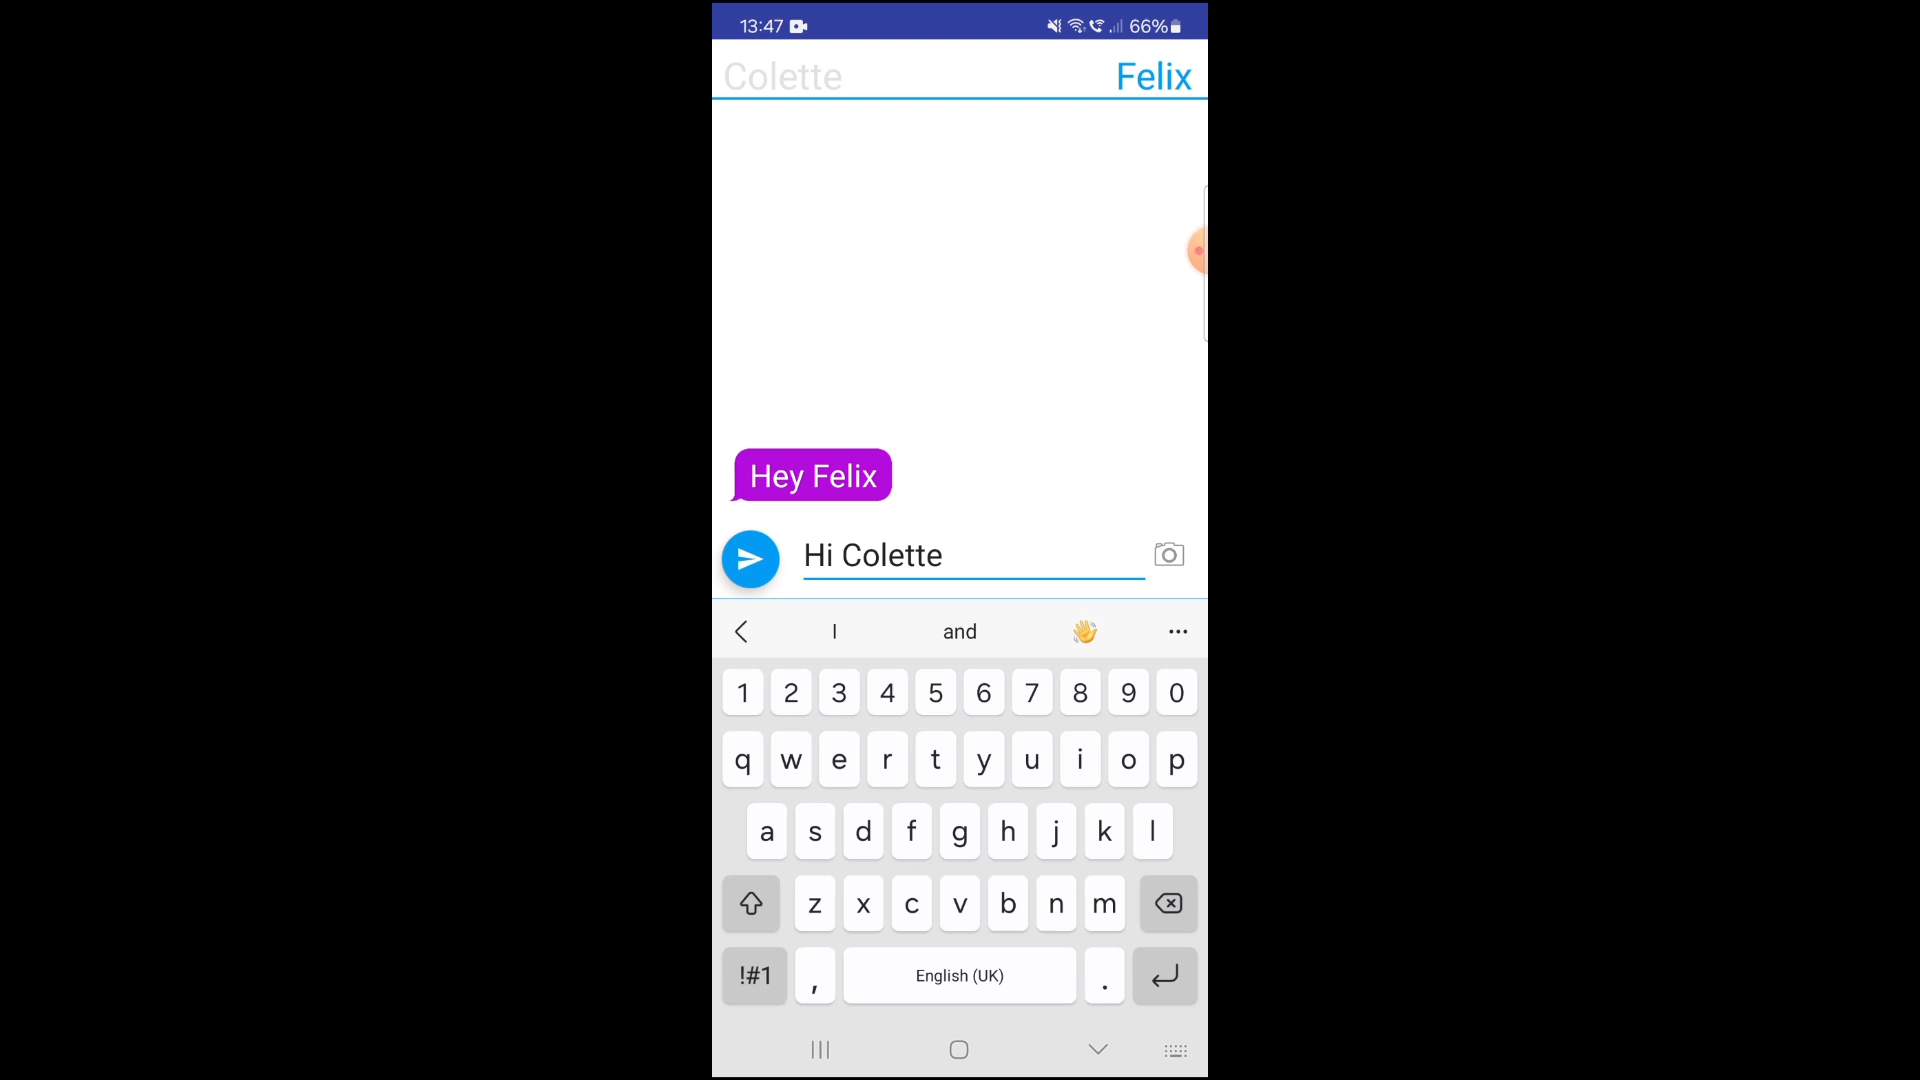 13:47 66%
Colette Felix
Hey Felix
Hi Colette
I and
1 2 3 4 5 6 7 8 9 0
q w e r t y u i o p
a s d f g h j k l
z x c v b n m
!#1 , English (UK) .